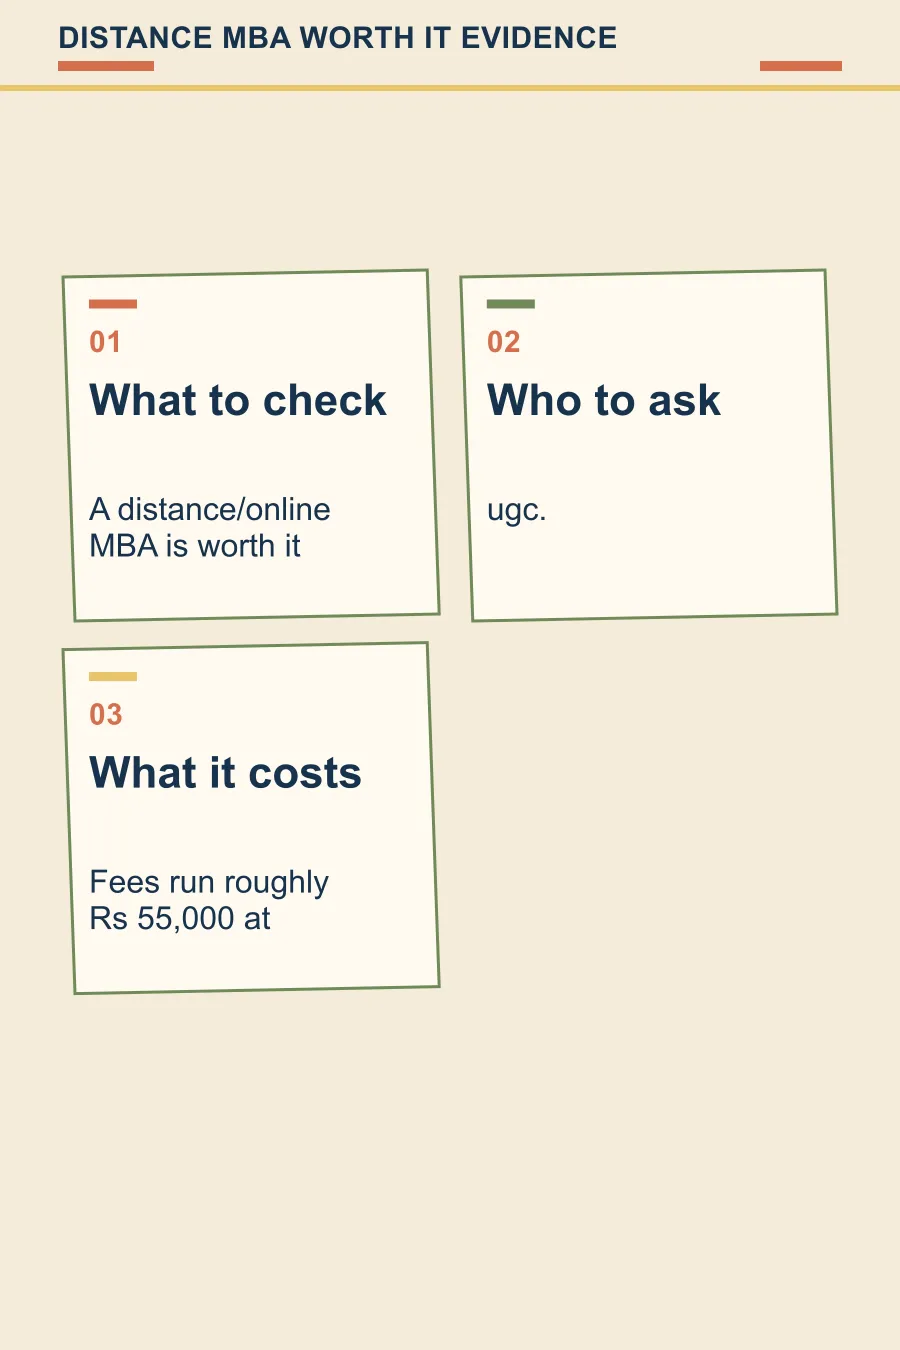 DISTANCE MBA WORTH IT EVIDENCE
01
What to check
A distance/online
MBA is worth it
02
Who to ask
ugc.
03
What it costs
Fees run roughly
Rs 55,000 at